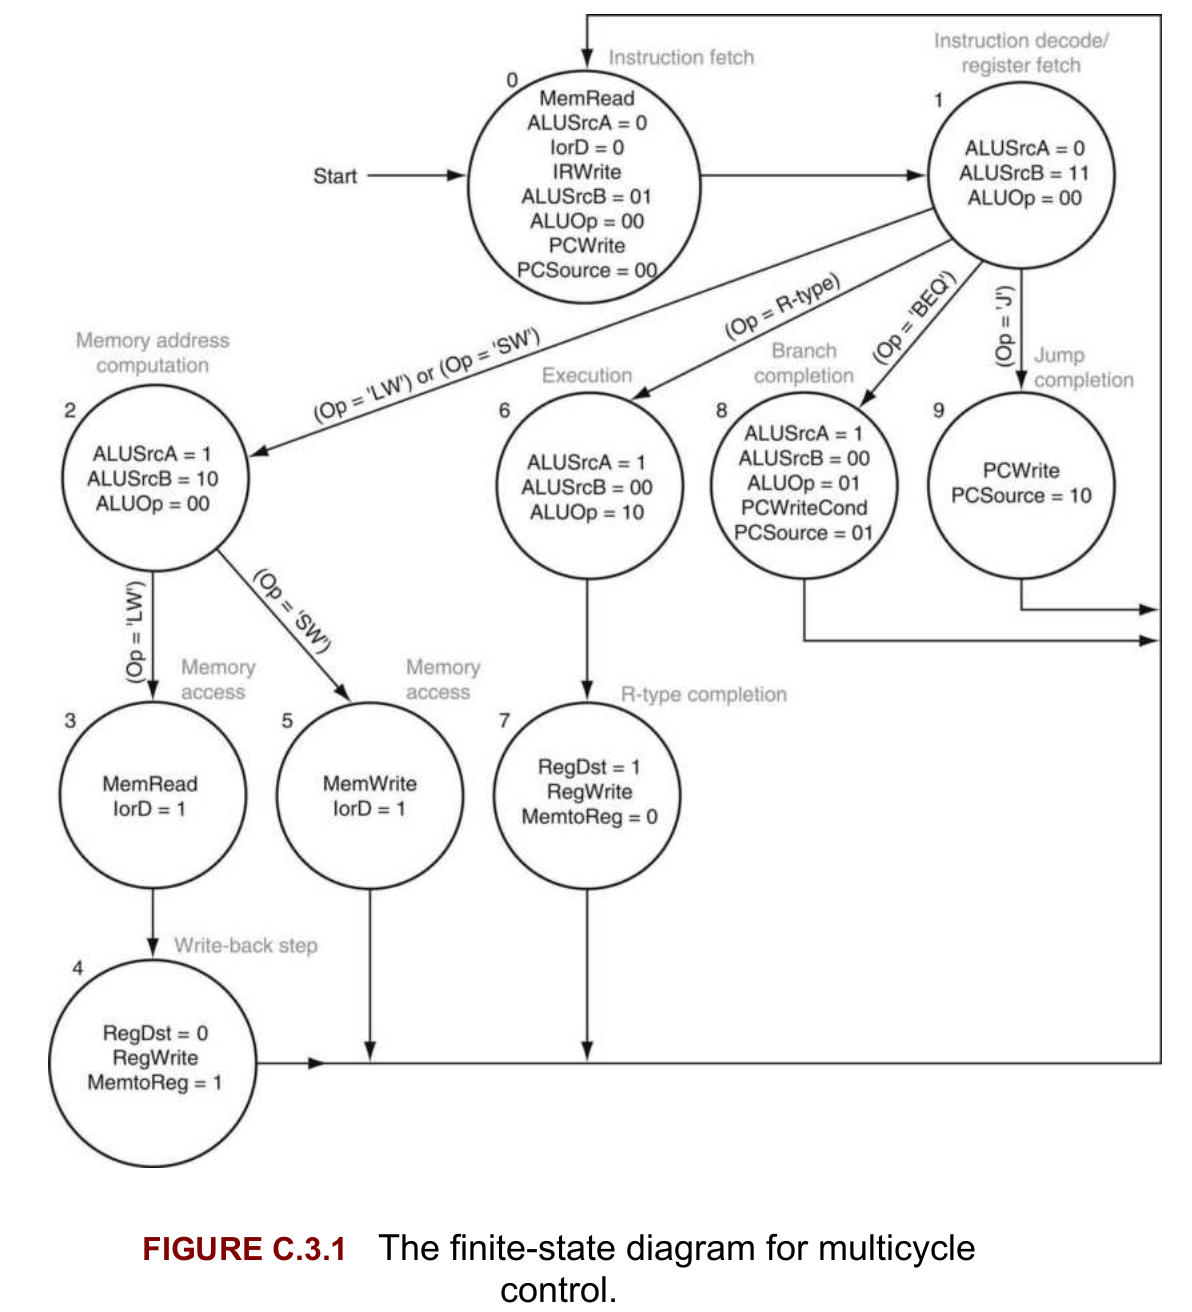 Instruction fetch
0
MemRead
ALUSrcA = 0
IorD = 0
IRWrite
ALUSrcB = 01
ALUOp = 00
PCWrite
PCSource = 00
Start
Instruction decode/
register fetch
1
ALUSrcA = 0
ALUSrcB = 11
ALUOp = 00
(Op = 'LW') or (Op = 'SW')
(Op = R-type)
(Op = 'BEQ')
(Op = 'J')
Memory address
computation
2
ALUSrcA = 1
ALUSrcB = 10
ALUOp = 00
Execution
6
ALUSrcA = 1
ALUSrcB = 00
ALUOp = 10
Branch
completion
8
ALUSrcA = 1
ALUSrcB = 00
ALUOp = 01
PCWriteCond
PCSource = 01
Jump
completion
9
PCWrite
PCSource = 10
(Op = 'LW')
(Op = 'SW')
Memory
access
3
MemRead
IorD = 1
Memory
access
5
MemWrite
IorD = 1
R-type completion
7
RegDst = 1
RegWrite
MemtoReg = 0
Write-back step
4
RegDst = 0
RegWrite
MemtoReg = 1
FIGURE C.3.1 The finite-state diagram for multicycle
control.